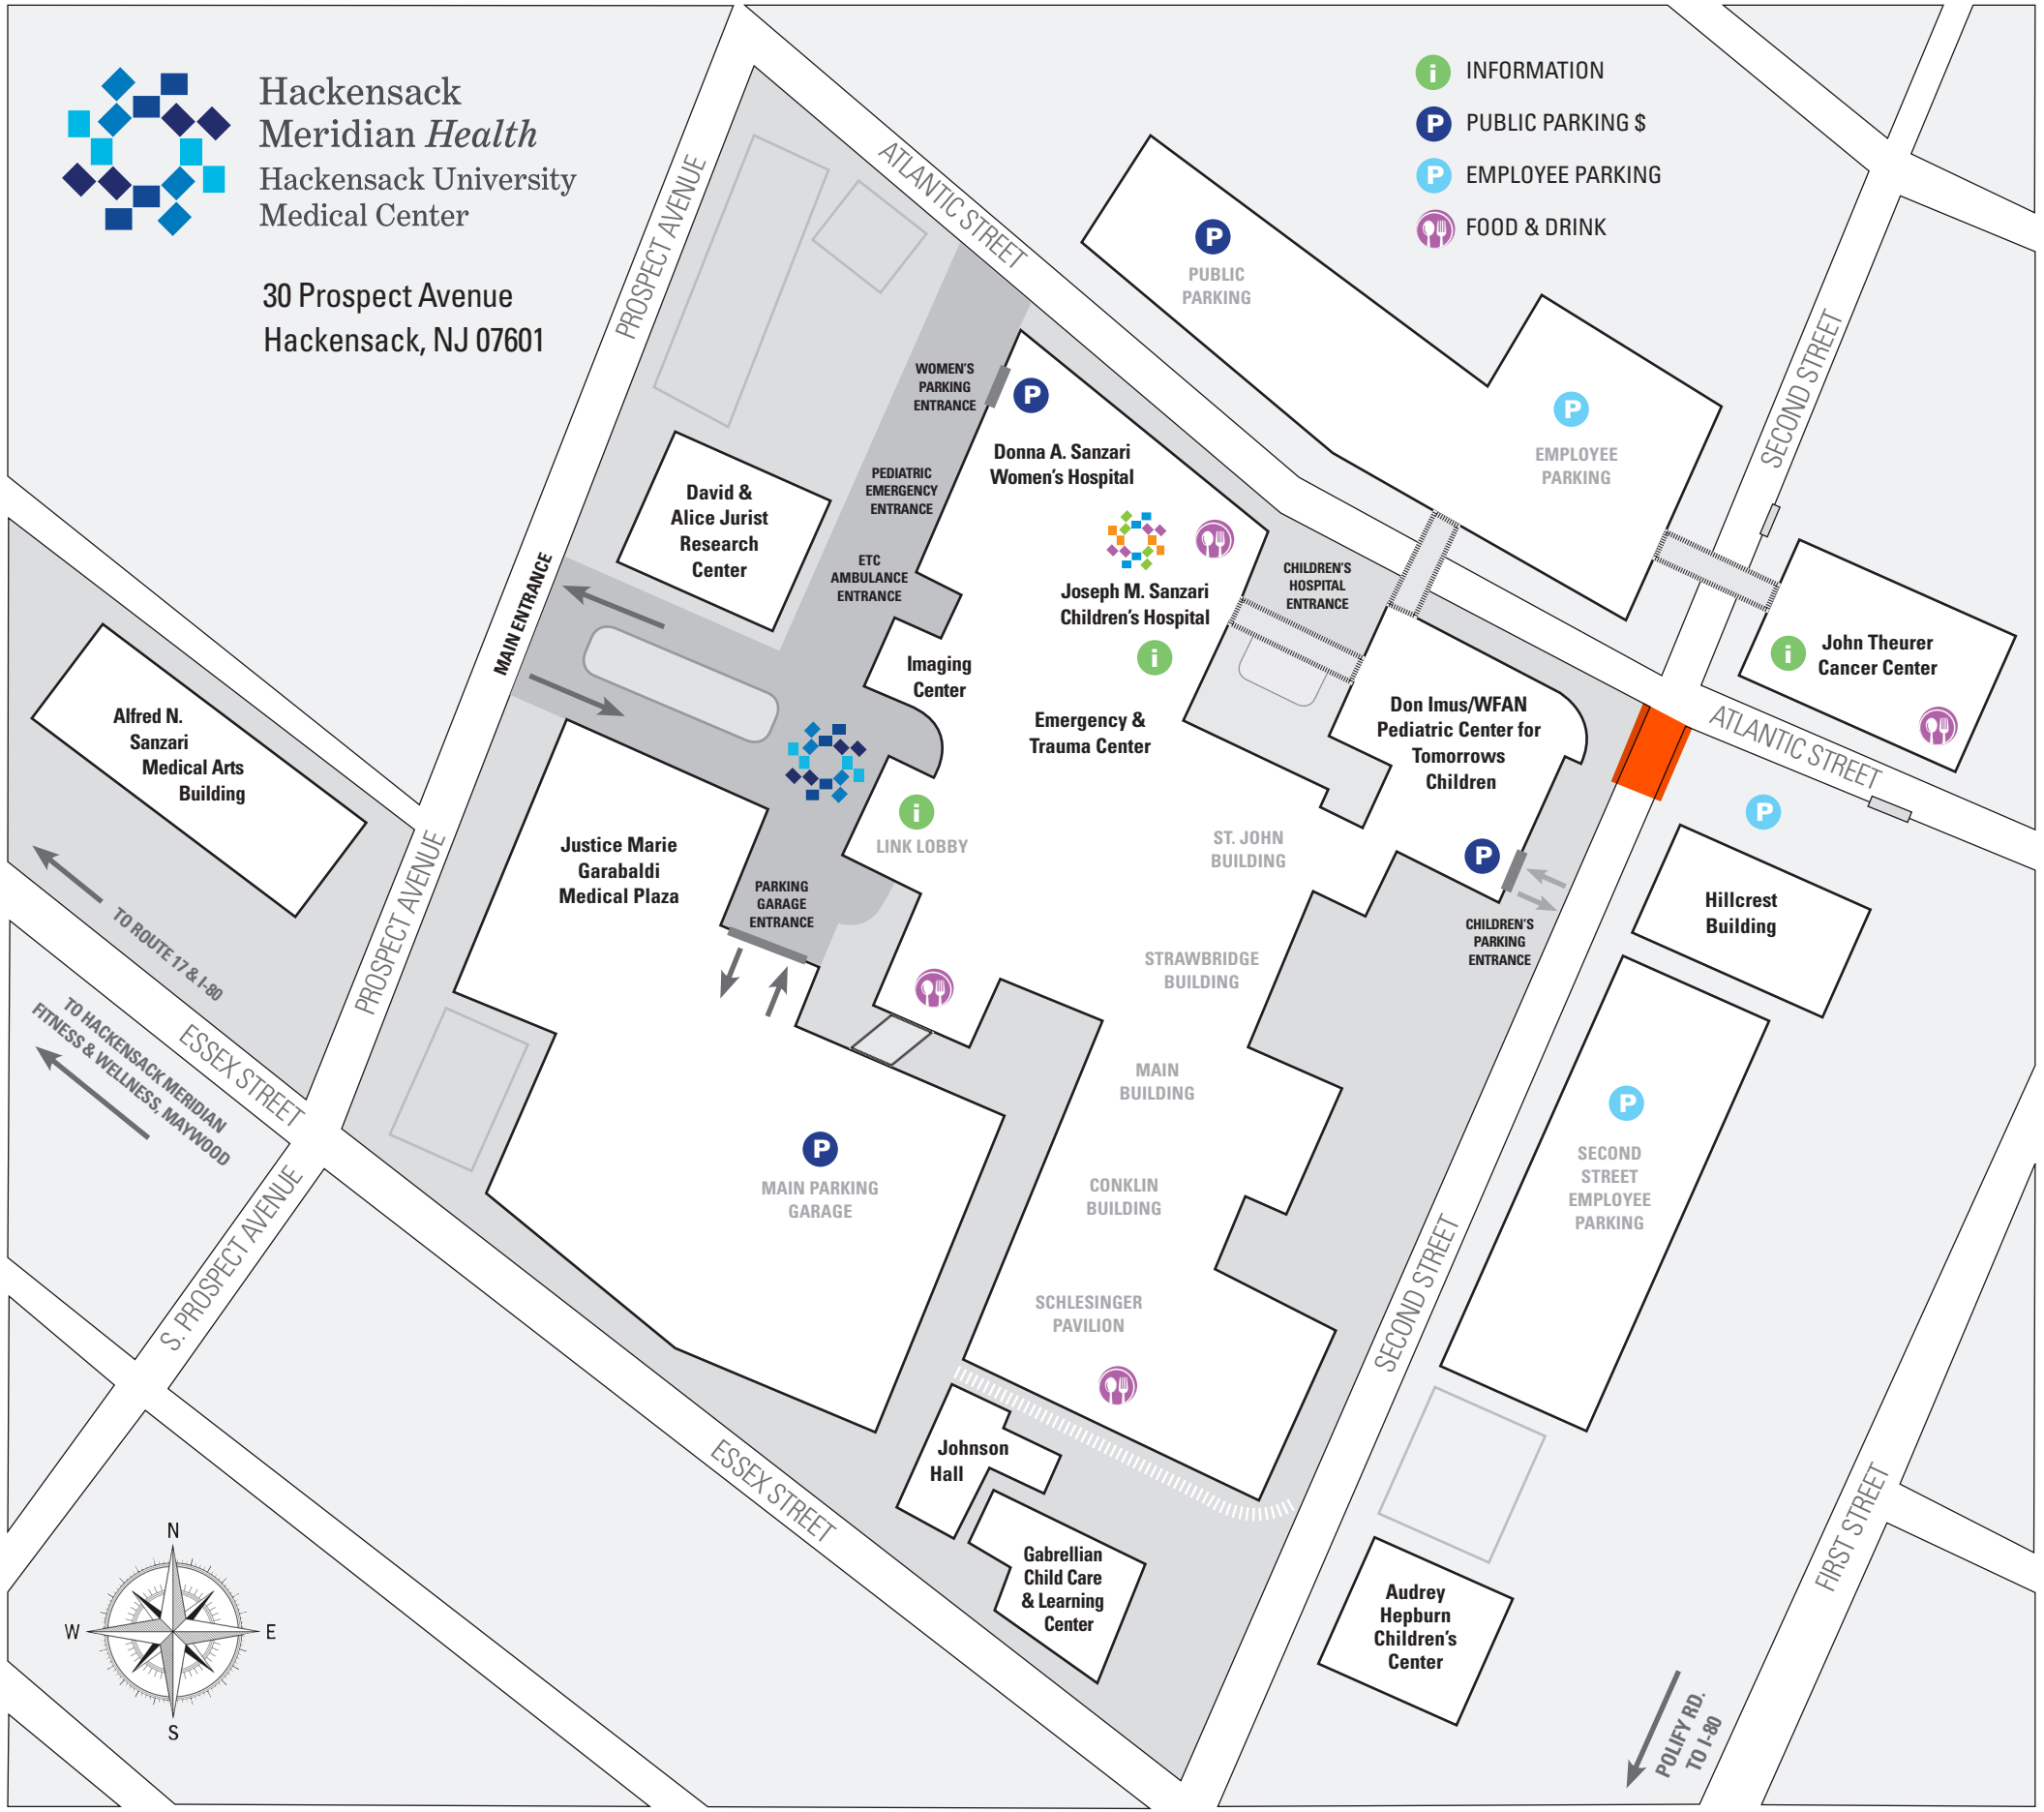 Hackensack
Meridian Health
Hackensack University
Medical Center
30 Prospect Avenue
Hackensack, NJ 07601
i INFORMATION
P PUBLIC PARKING $
P EMPLOYEE PARKING
FOOD & DRINK
PROSPECT AVENUE
ATLANTIC STREET
P
PUBLIC
PARKING
P
EMPLOYEE
PARKING
SECOND STREET
WOMEN'S
PARKING
ENTRANCE
P
Donna A. Sanzari
Women's Hospital
PEDIATRIC
EMERGENCY
ENTRANCE
David &
Alice Jurist
Research
Center
ETC
AMBULANCE
ENTRANCE
Joseph M. Sanzari
Children's Hospital
i
CHILDREN'S
HOSPITAL
ENTRANCE
MAIN ENTRANCE
Imaging
Center
Emergency &
Trauma Center
Don Imus/WFAN
Pediatric Center for
Tomorrows
Children
i
John Theurer
Cancer Center
ATLANTIC STREET
Alfred N.
Sanzari
Medical Arts
Building
i
LINK LOBBY
ST. JOHN
BUILDING
P
P
Justice Marie
Garabaldi
Medical Plaza
PARKING
GARAGE
ENTRANCE
CHILDREN'S
PARKING
ENTRANCE
Hillcrest
Building
PROSPECT AVENUE
TO ROUTE 17 & I-80
STRAWBRIDGE
BUILDING
ESSEX STREET
TO HACKENSACK MERIDIAN
FITNESS & WELLNESS, MAYWOOD
MAIN
BUILDING
P
SECOND
STREET
EMPLOYEE
PARKING
P
MAIN PARKING
GARAGE
CONKLIN
BUILDING
S. PROSPECT AVENUE
SCHLESINGER
PAVILION
SECOND STREET
ESSEX STREET
Johnson
Hall
Gabrellian
Child Care
& Learning
Center
Audrey
Hepburn
Children's
Center
FIRST STREET
POLIFY RD.
TO I-80
N
W
E
S